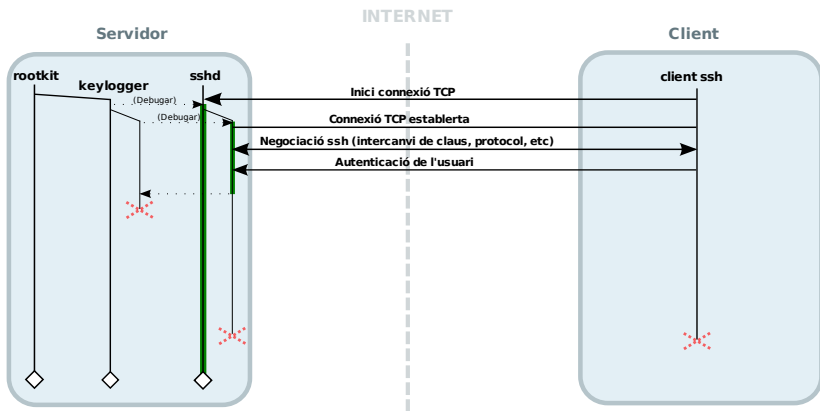 INTERNET
Servidor
Client
rootkit
keylogger
sshd
client ssh
Inici connexió TCP
(Debugar)
Connexió TCP establerta
(Debugar)
Negociació ssh (intercanvi de claus, protocol, etc)
Autenticació de l'usuari